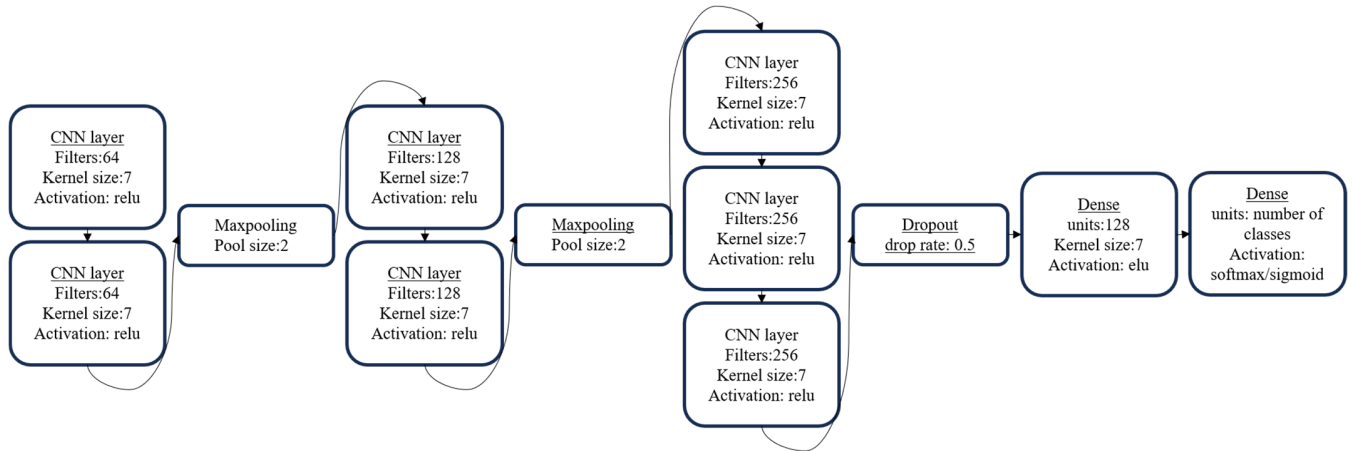 CNN layer
Filters:64
Kernel size:7
Activation: relu
CNN layer
Filters:64
Kernel size:7
Activation: relu
Maxpooling
Pool size:2
CNN layer
Filters:128
Kernel size:7
Activation: relu
CNN layer
Filters:128
Kernel size:7
Activation: relu
Maxpooling
Pool size:2
CNN layer
Filters:256
Kernel size:7
Activation: relu
CNN layer
Filters:256
Kernel size:7
Activation: relu
CNN layer
Filters:256
Kernel size:7
Activation: relu
Dropout
drop rate: 0.5
Dense
units:128
Kernel size:7
Activation: elu
Dense
units: number of
classes
Activation:
softmax/sigmoid